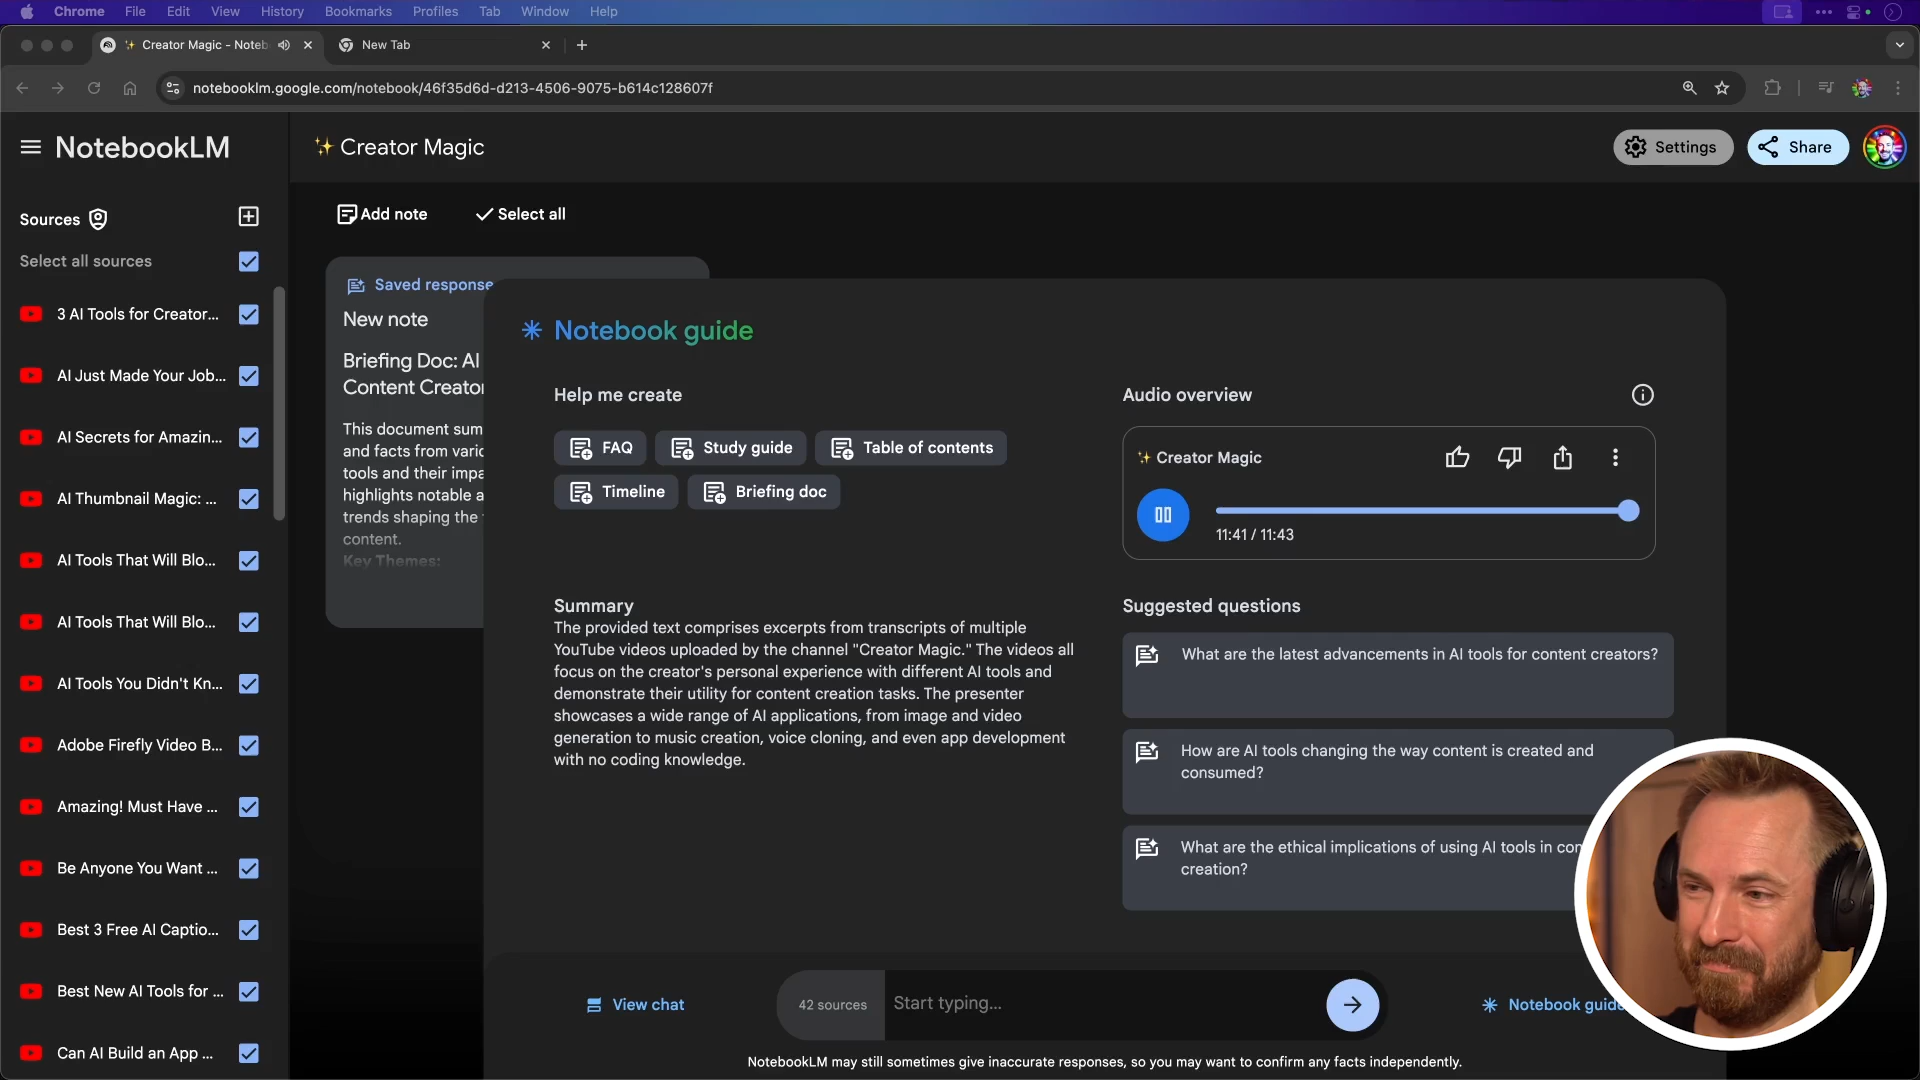 Chrome File Edit View History Bookmarks Profiles Tab Window Help
✨ Creator Magic - Noteb
New Tab
notebooklm.google.com/notebook/46f35d6d-d213-4506-9075-b614c128607f
NotebookLM
✨ Creator Magic
Settings
Share
Sources
Select all sources
3 AI Tools for Creator...
AI Just Made Your Job...
AI Secrets for Amazin...
AI Thumbnail Magic: ...
AI Tools That Will Blo...
AI Tools That Will Blo...
AI Tools You Didn't Kn...
Adobe Firefly Video B...
Amazing! Must Have ...
Be Anyone You Want ...
Best 3 Free AI Captio...
Best New AI Tools for ...
Can AI Build an App ...
Add note
Select all
Saved response
New note
Briefing Doc: AI
Content Creator
This document sum
and facts from vario
tools and their impa
highlights notable a
trends shaping the
content.
Key Themes:
Notebook guide
Help me create
FAQ
Study guide
Table of contents
Timeline
Briefing doc
Summary
The provided text comprises excerpts from transcripts of multiple
YouTube videos uploaded by the channel "Creator Magic." The videos all
focus on the creator's personal experience with different AI tools and
demonstrate their utility for content creation tasks. The presenter
showcases a wide range of AI applications, from image and video
generation to music creation, voice cloning, and even app development
with no coding knowledge.
Audio overview
✨ Creator Magic
11:41 / 11:43
Suggested questions
What are the latest advancements in AI tools for content creators?
How are AI tools changing the way content is created and
consumed?
What are the ethical implications of using AI tools in con
creation?
View chat
42 sources
Start typing...
Notebook guide
NotebookLM may still sometimes give inaccurate responses, so you may want to confirm any facts independently.